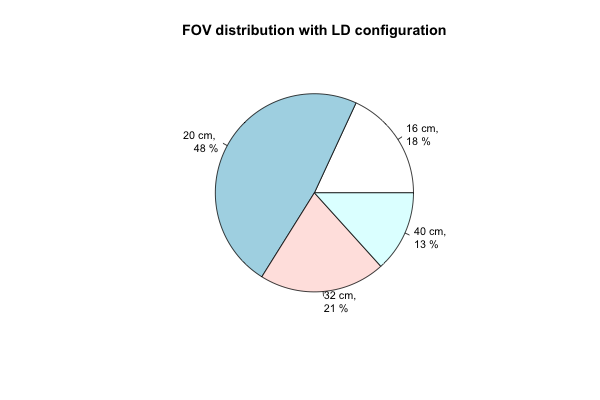 FOV distribution with LD configuration
16 cm,
18 %
20 cm,
48 %
40 cm,
13 %
32 cm,
21 %